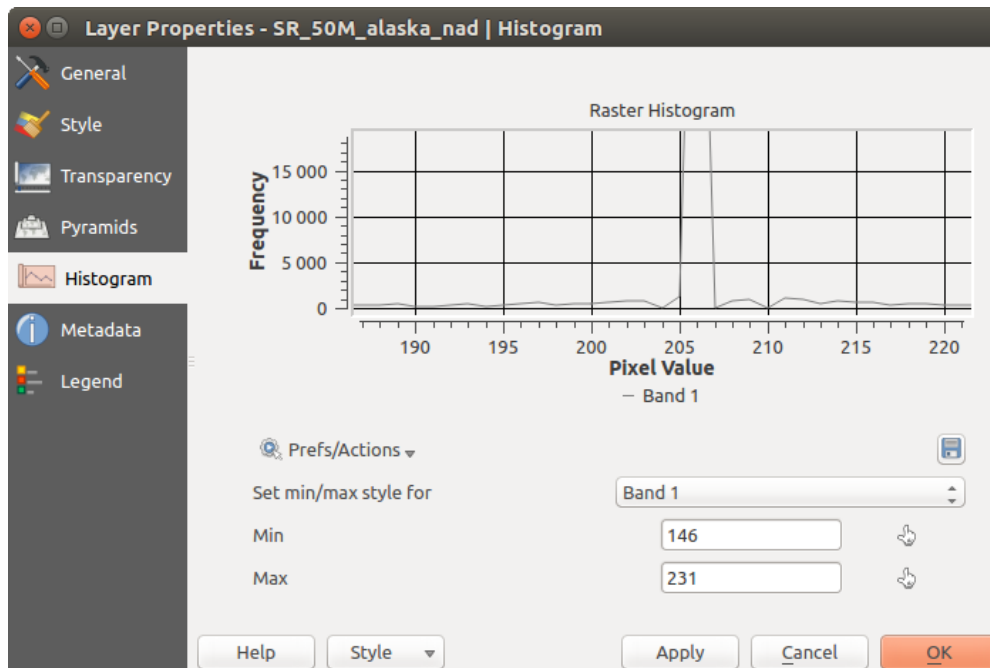 Layer Properties - SR_50M_alaska_nad | Histogram
General
Style
Transparency
Pyramids
Histogram
Metadata
Legend
Raster Histogram
Frequency
15 000
10 000
5 000
0
190 195 200 205 210 215 220
Pixel Value
Band 1
Prefs/Actions
Set min/max style for Band 1
Min 146
Max 231
Help Style Apply Cancel OK